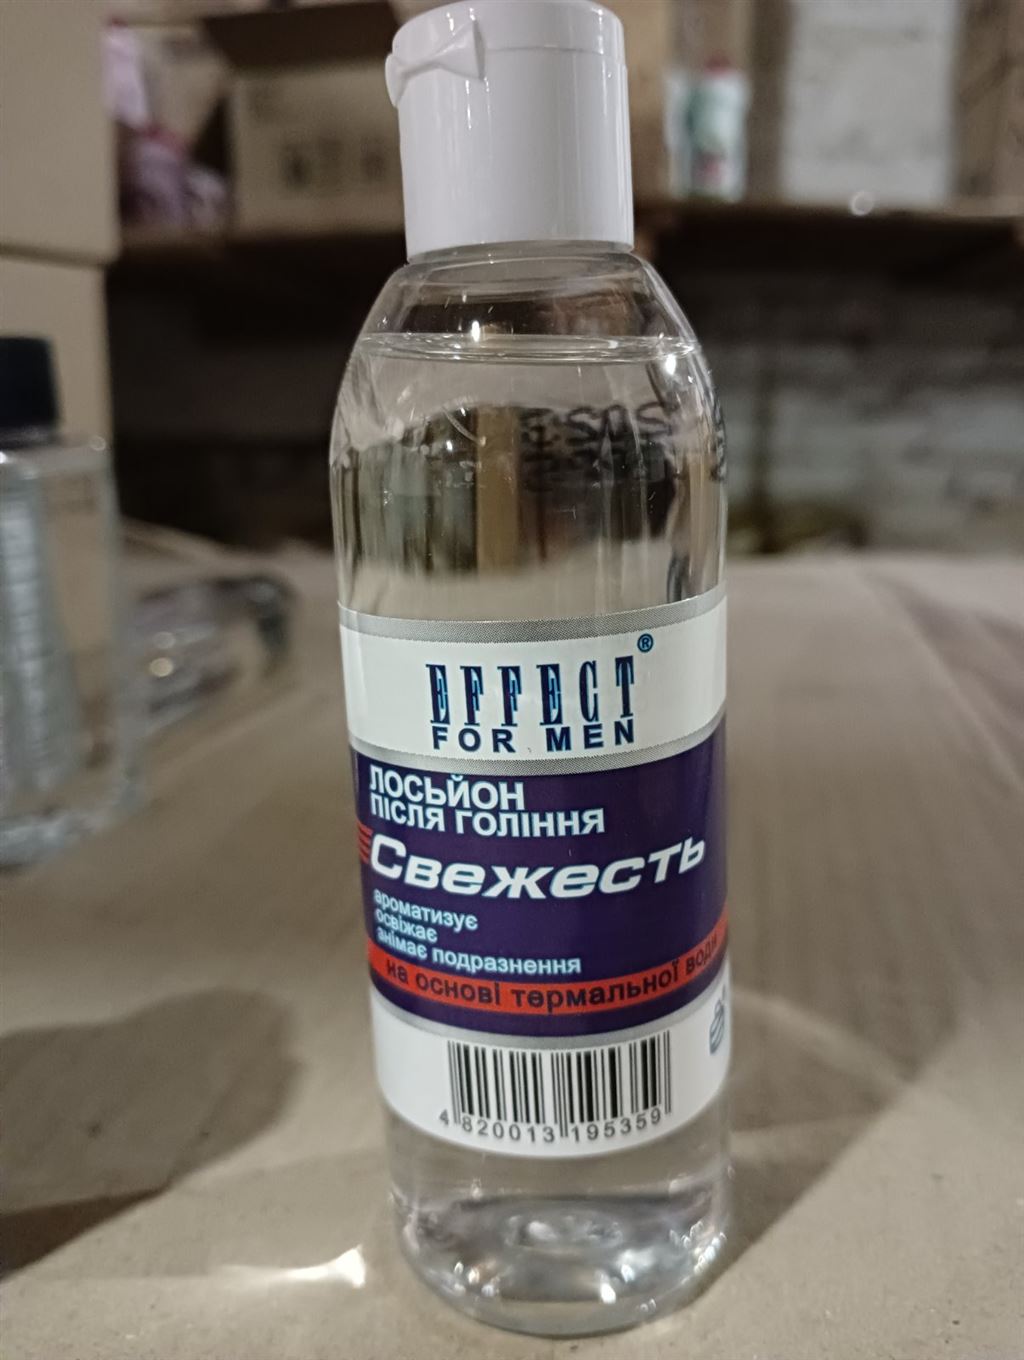 EFFECT®
FOR MEN
ЛОСЬЙОН
ПІСЛЯ ГОЛІННЯ
Свежесть
ароматизує
освіжає
знімає подразнення
на основі термальної води
4 820013 195359